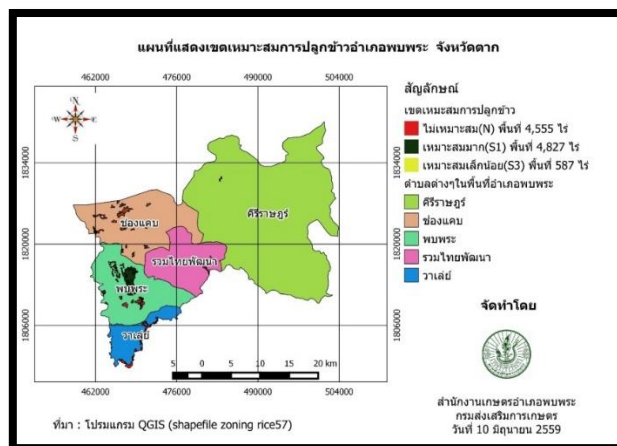 แผนที่แสดงเขตเหมาะสมการปลูกข้าวอำเภอพบพระ จังหวัดตาก
462000 476000 490000 504000
N
W E
S
1834000 1834000
1820000 1820000
1806000 1806000
คีรีราษฎร์
ช่องแคบ
รวมไทยพัฒนา
พบพระ
วาเล่ย์
5 0 5 10 15 20 km
462000 476000 490000 504000
สัญลักษณ์
เขตเหมะสมการปลูกข้าว
ไม่เหมาะสม(N) พื้นที่ 4,555 ไร่
เหมาะสมมาก(S1) พื้นที่ 4,827 ไร่
เหมาะสมเล็กน้อย(S3) พื้นที่ 587 ไร่
ตำบลต่างๆในพื้นที่อำเภอพบพระ
คีรีราษฎร์
ช่องแคบ
พบพระ
รวมไทยพัฒนา
วาเล่ย์
จัดทำโดย
สำนักงานเกษตรอำเภอพบพระ
กรมส่งเสริมการเกษตร
วันที่ 10 มิถุนายน 2559
ที่มา : โปรมแกรม QGIS (shapefile zoning rice57)